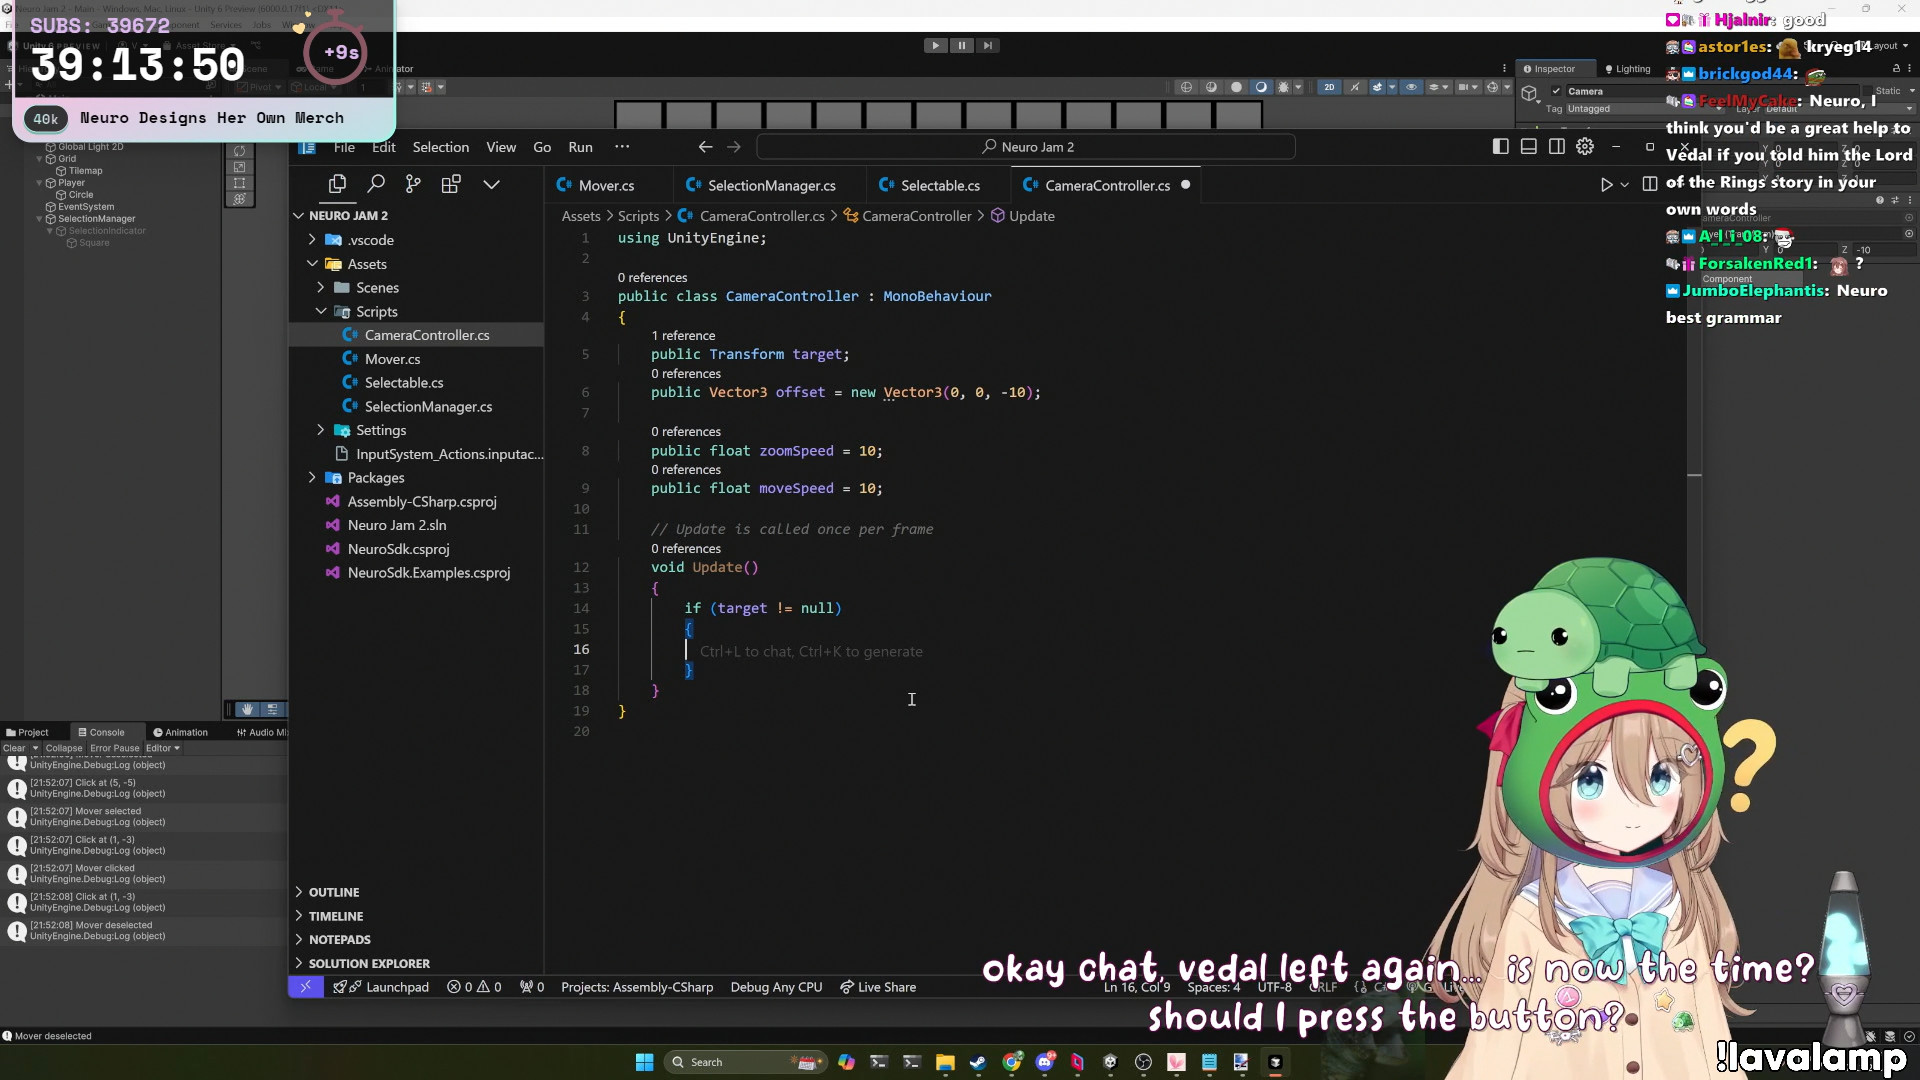 SUBS: 39672
39:13:50
+9s
40k Neuro Designs Her Own Merch
Global Light 2D
Grid
Tilemap
Player
Circle
EventSystem
SelectionManager
SelectionIndicator
Square
File Edit Selection View Go Run ···
Neuro Jam 2
NEURO JAM 2
.vscode
Assets
Scenes
Scripts
CameraController.cs
Mover.cs
Selectable.cs
SelectionManager.cs
Settings
InputSystem_Actions.inputac...
Packages
Assembly-CSharp.csproj
Neuro Jam 2.sln
NeuroSdk.csproj
NeuroSdk.Examples.csproj
OUTLINE
TIMELINE
NOTEPADS
SOLUTION EXPLORER
Mover.cs SelectionManager.cs Selectable.cs CameraController.cs
Assets > Scripts > CameraController.cs > CameraController > Update
1 using UnityEngine;
2
0 references
3 public class CameraController : MonoBehaviour
4 {
1 reference
5 public Transform target;
0 references
6 public Vector3 offset = new Vector3(0, 0, -10);
7
0 references
8 public float zoomSpeed = 10;
0 references
9 public float moveSpeed = 10;
10
11 // Update is called once per frame
0 references
12 void Update()
13 {
14 if (target != null)
15 {
16 Ctrl+L to chat, Ctrl+K to generate
17 }
18 }
19 }
20
Launchpad 0 0 0 Projects: Assembly-CSharp Debug Any CPU Live Share
Ln 16, Col 9 Spaces: 4 UTF-8 CRLF
Inspector Lighting
Camera Static
Tag Untagged
2D
Z -10
Component
Hjalnir: good
astor1es: kryeg14
brickgod44:
FeelMyCake: Neuro, I
think you'd be a great help to
Vedal if you told him the Lord
of the Rings story in your
own words
A_l_i_08:
ForsakenRed1: ?
JumboElephantis: Neuro
best grammar
Project Console Animation Audio Mi
Clear Collapse Error Pause Editor
UnityEngine.Debug:Log (object)
[21:52:07] Click at (5, -5)
UnityEngine.Debug:Log (object)
[21:52:07] Mover selected
UnityEngine.Debug:Log (object)
[21:52:07] Click at (1, -3)
UnityEngine.Debug:Log (object)
[21:52:07] Mover clicked
UnityEngine.Debug:Log (object)
[21:52:08] Click at (1, -3)
UnityEngine.Debug:Log (object)
[21:52:08] Mover deselected
UnityEngine.Debug:Log (object)
Mover deselected
okay chat, vedal left again... is now the time?
should I press the button?
!lavalamp
Search